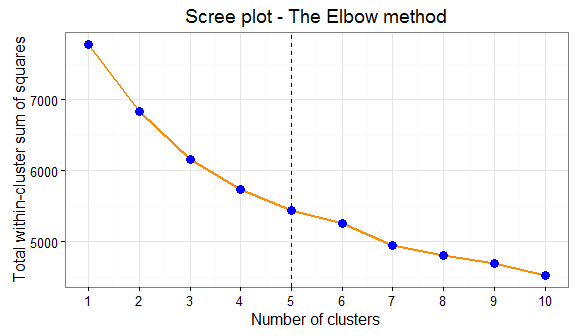 Scree plot - The Elbow method
Total within-cluster sum of squares
7000
6000
5000
1 2 3 4 5 6 7 8 9 10
Number of clusters